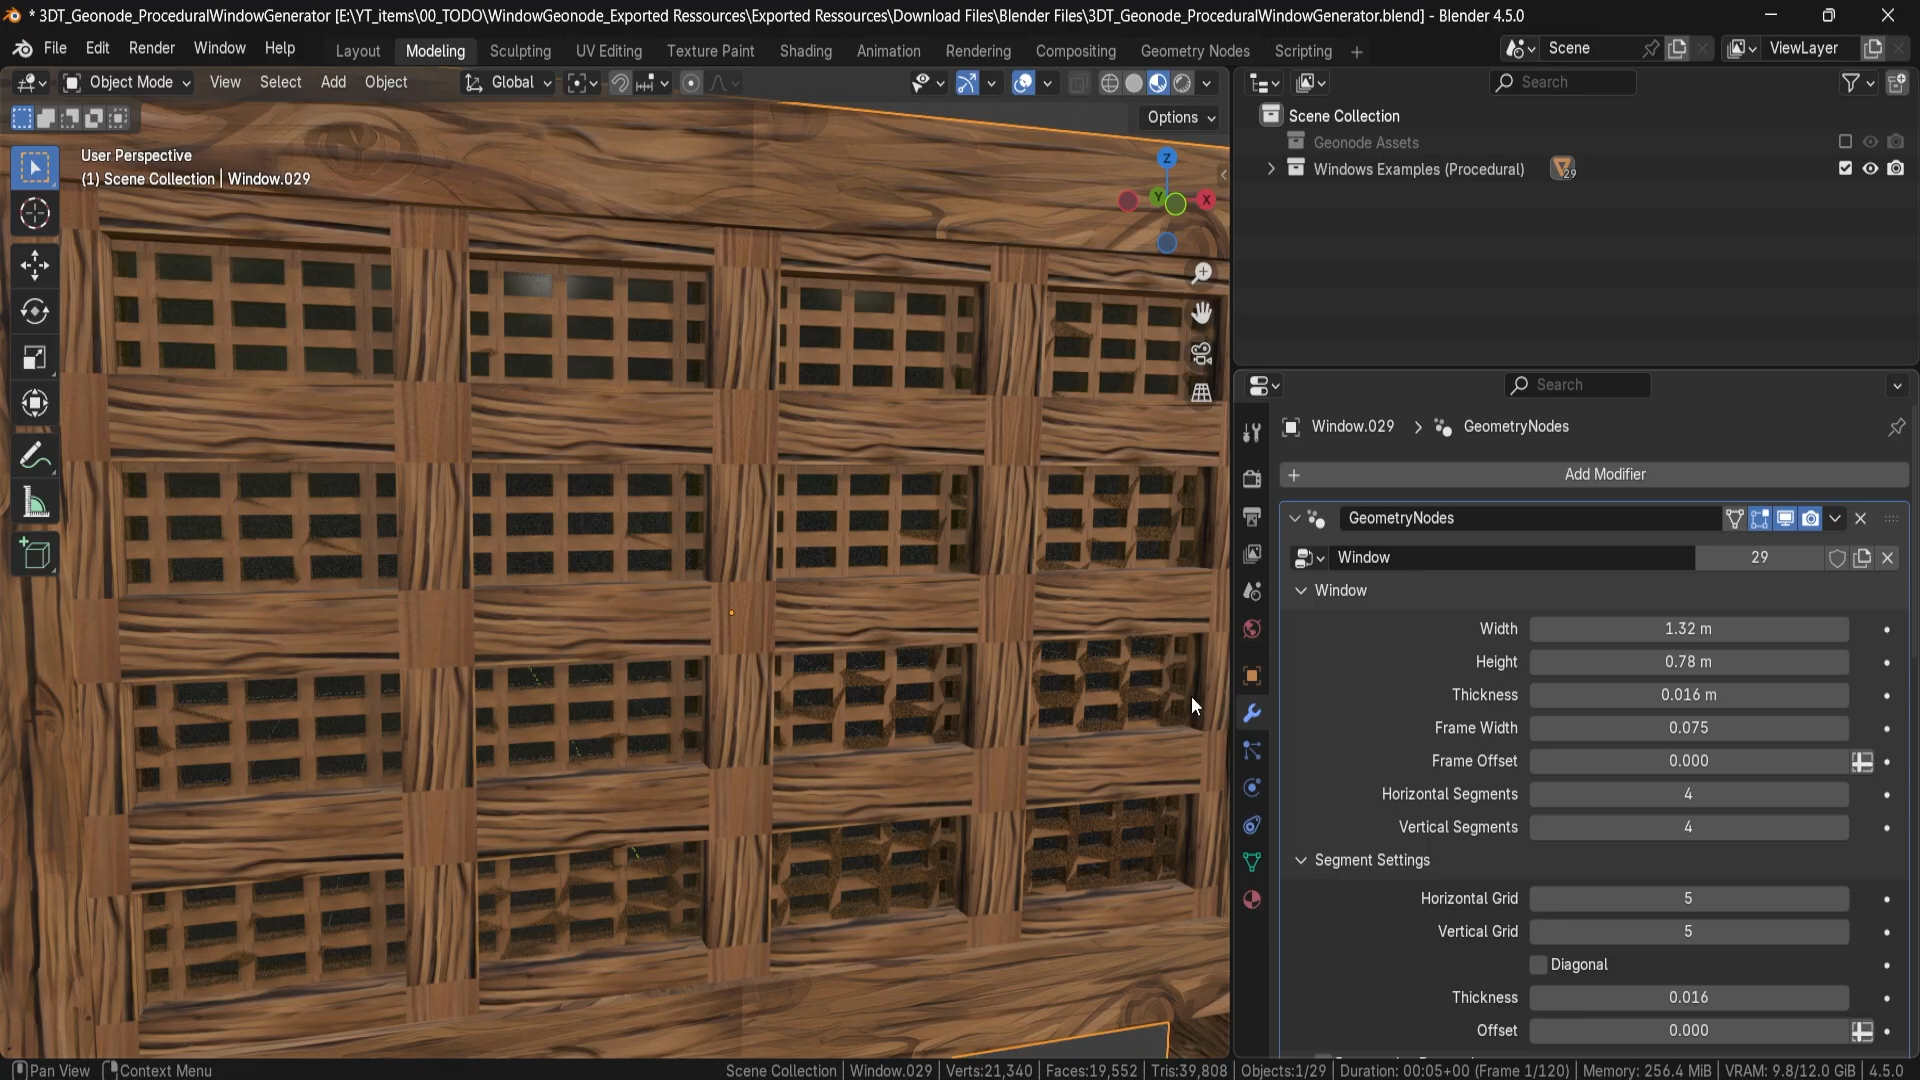 * 3DT_Geonode_ProceduralWindowGenerator [E:\YT_items\00_TODO\WindowGeonode_Exported Ressources\Exported Ressources\Download Files\Blender Files\3DT_Geonode_ProceduralWindowGenerator.blend] - Blender 4.5.0
File Edit Render Window Help Layout Modeling Sculpting UV Editing Texture Paint Shading Animation Rendering Compositing Geometry Nodes Scripting + Scene ViewLayer
Object Mode View Select Add Object Global Search
Options
Scene Collection
Geonode Assets
Windows Examples (Procedural) 29
User Perspective
(1) Scene Collection | Window.029
Z
Y X
Search
Window.029 > GeometryNodes
+ Add Modifier
GeometryNodes
Window 29
Window
Width 1.32 m
Height 0.78 m
Thickness 0.016 m
Frame Width 0.075
Frame Offset 0.000
Horizontal Segments 4
Vertical Segments 4
Segment Settings
Horizontal Grid 5
Vertical Grid 5
Diagonal
Thickness 0.016
Offset 0.000
Pan View Context Menu Scene Collection | Window.029 | Verts:21,340 | Faces:19,552 | Tris:39,808 | Objects:1/29 | Duration: 00:05+00 (Frame 1/120) | Memory: 256.4 MiB | VRAM: 9.8/12.0 GiB | 4.5.0